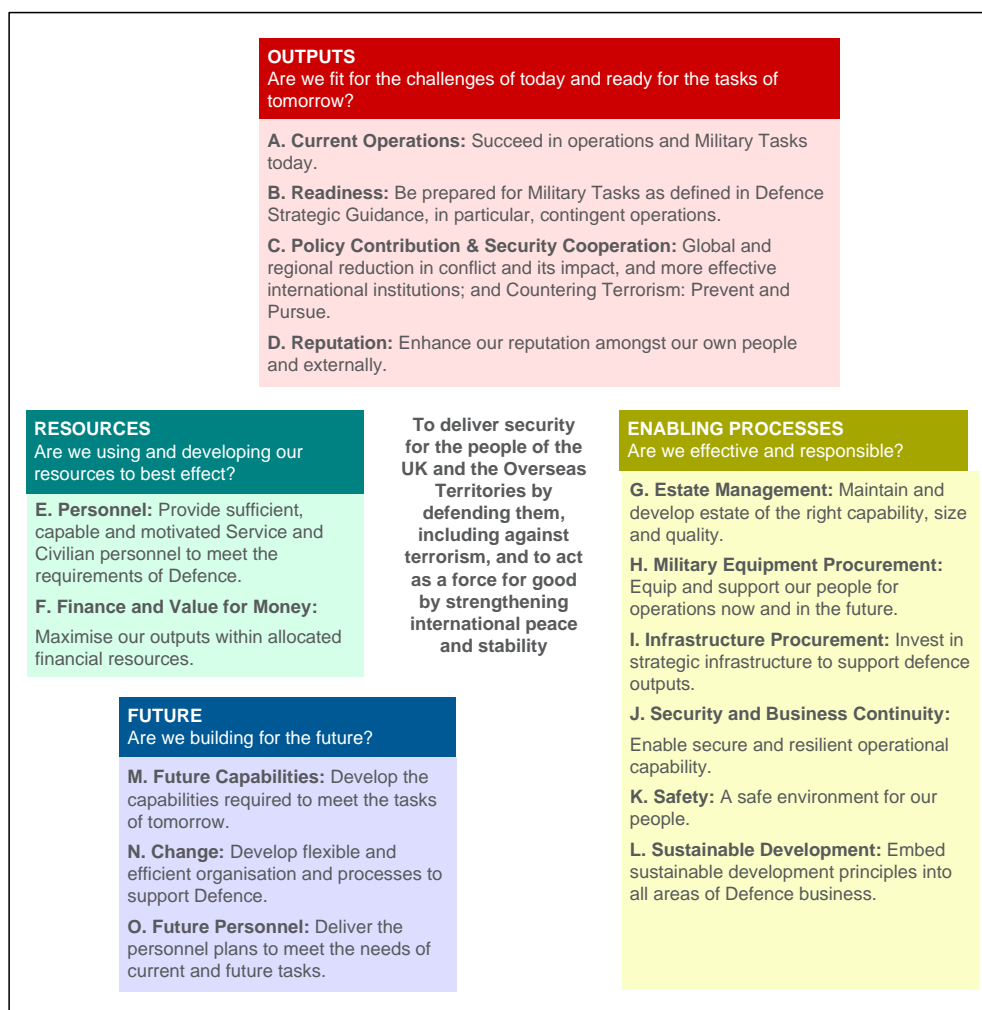 OUTPUTS
Are we fit for the challenges of today and ready for the tasks of
tomorrow?
A. Current Operations: Succeed in operations and Military Tasks
today.
B. Readiness: Be prepared for Military Tasks as defined in Defence
Strategic Guidance, in particular, contingent operations.
C. Policy Contribution & Security Cooperation: Global and
regional reduction in conflict and its impact, and more effective
international institutions; and Countering Terrorism: Prevent and
Pursue.
D. Reputation: Enhance our reputation amongst our own people
and externally.
RESOURCES
Are we using and developing our
resources to best effect?
E. Personnel: Provide sufficient,
capable and motivated Service and
Civilian personnel to meet the
requirements of Defence.
F. Finance and Value for Money:
Maximise our outputs within allocated
financial resources.
To deliver security
for the people of the
UK and the Overseas
Territories by
defending them,
including against
terrorism, and to act
as a force for good
by strengthening
international peace
and stability
ENABLING PROCESSES
Are we effective and responsible?
G. Estate Management: Maintain and
develop estate of the right capability, size
and quality.
H. Military Equipment Procurement:
Equip and support our people for
operations now and in the future.
I. Infrastructure Procurement: Invest in
strategic infrastructure to support defence
outputs.
J. Security and Business Continuity:
Enable secure and resilient operational
capability.
K. Safety: A safe environment for our
people.
L. Sustainable Development: Embed
sustainable development principles into
all areas of Defence business.
FUTURE
Are we building for the future?
M. Future Capabilities: Develop the
capabilities required to meet the tasks
of tomorrow.
N. Change: Develop flexible and
efficient organisation and processes to
support Defence.
O. Future Personnel: Deliver the
personnel plans to meet the needs of
current and future tasks.